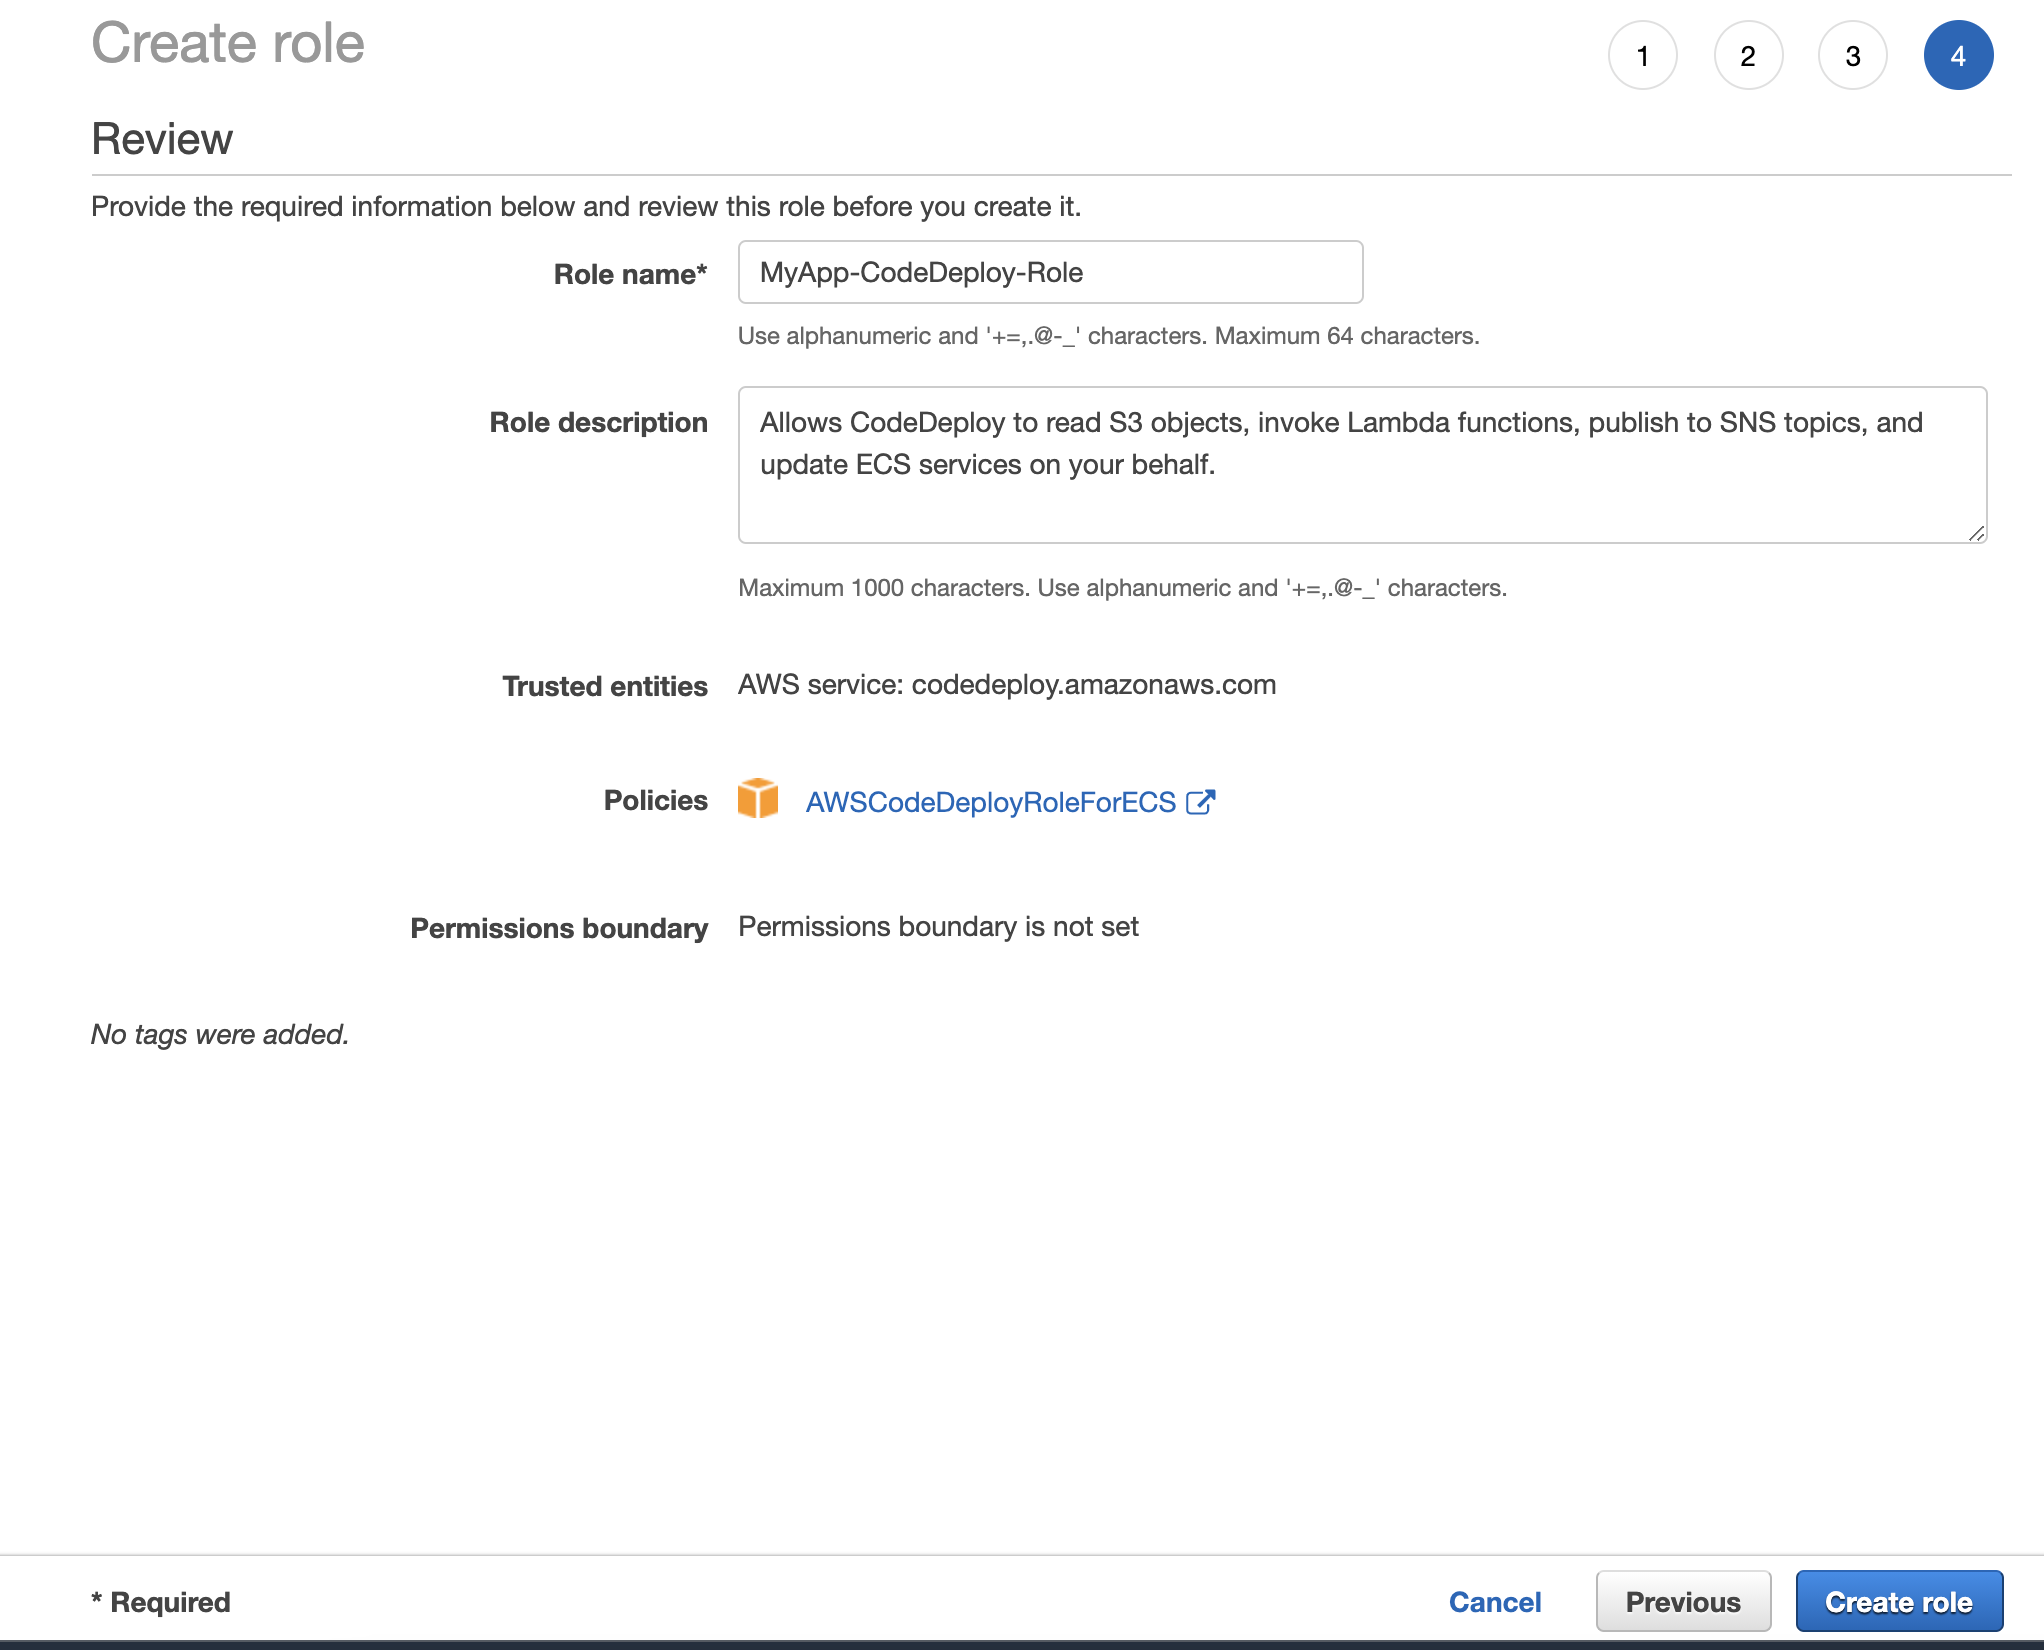 Create role
1 2 3 4
Review
Provide the required information below and review this role before you create it.
Role name* MyApp-CodeDeploy-Role
Use alphanumeric and '+=,.@-_' characters. Maximum 64 characters.
Role description Allows CodeDeploy to read S3 objects, invoke Lambda functions, publish to SNS topics, and
update ECS services on your behalf.
Maximum 1000 characters. Use alphanumeric and '+=,.@-_' characters.
Trusted entities AWS service: codedeploy.amazonaws.com
Policies AWSCodeDeployRoleForECS
Permissions boundary Permissions boundary is not set
No tags were added.
* Required Cancel Previous Create role